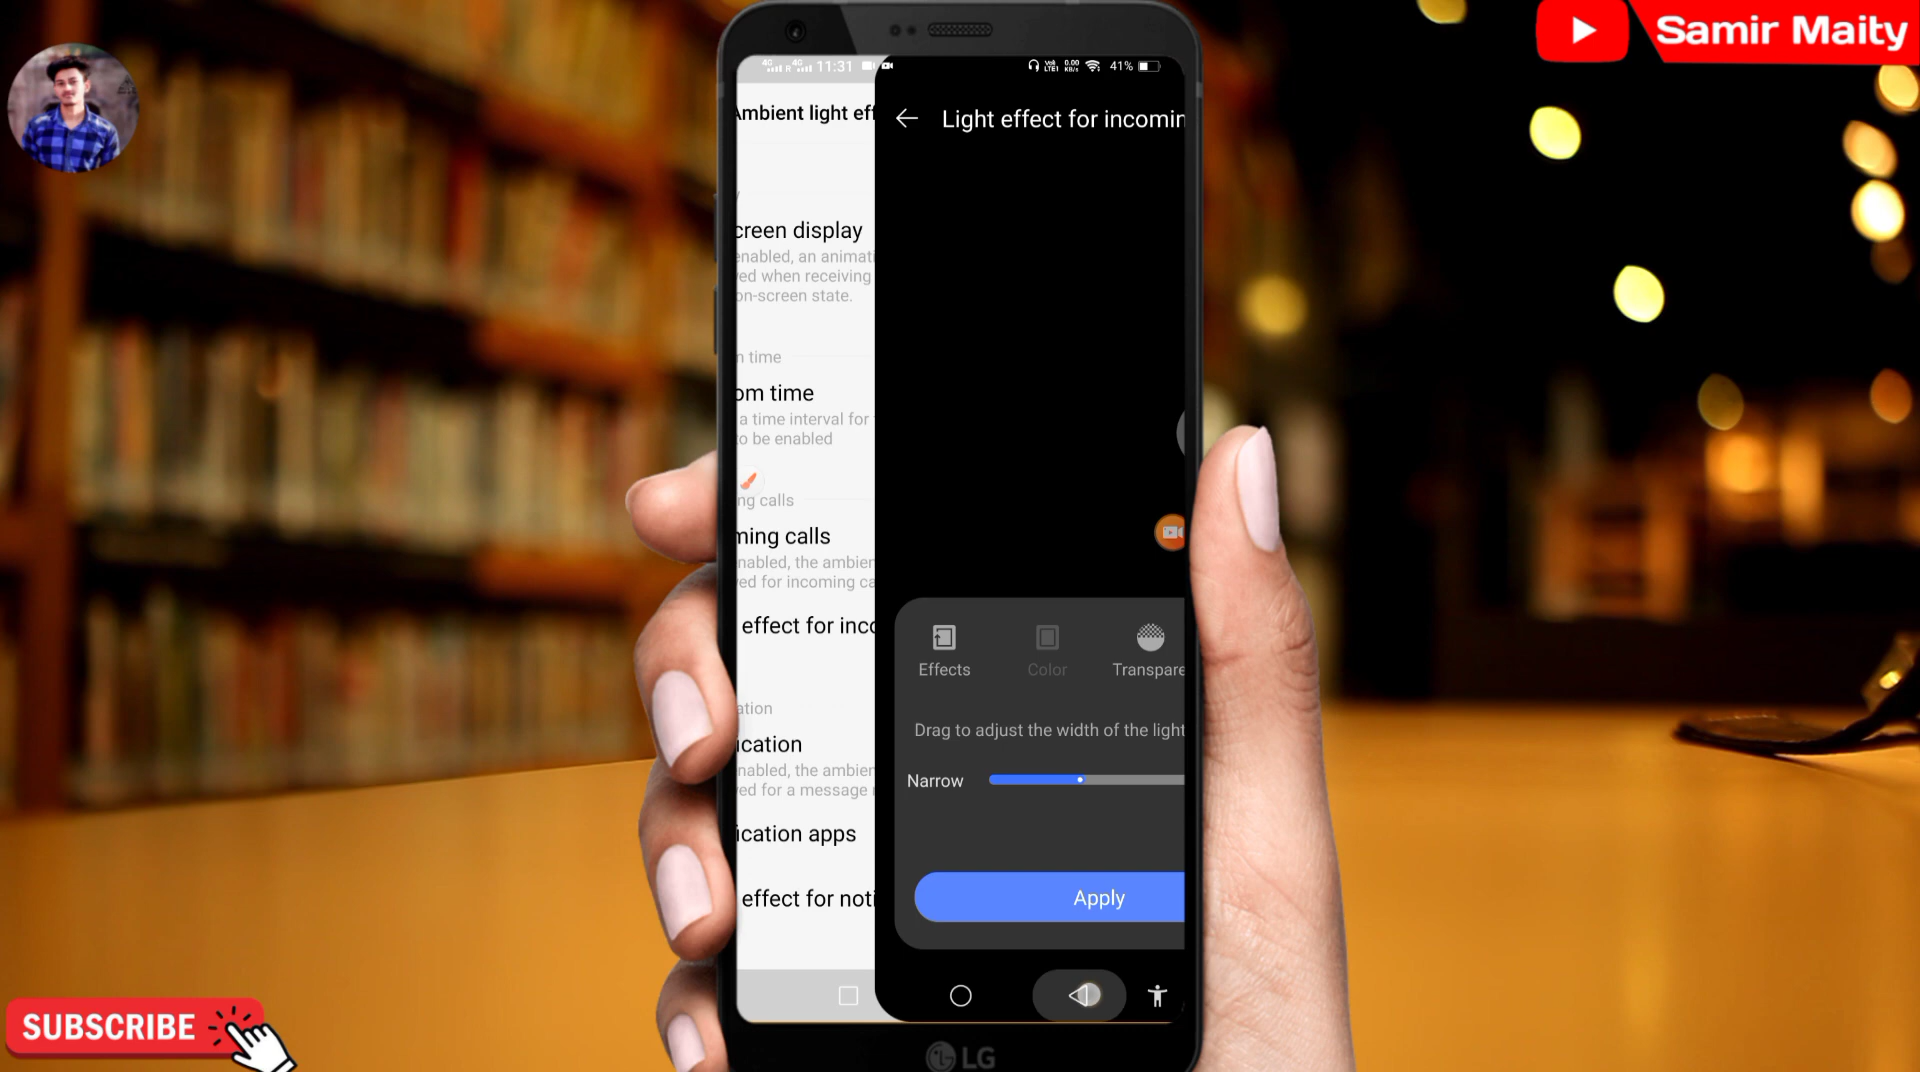 Samir Maity
11:31
41%
Ambient light eff
Light effect for incomin
creen display
enabled, an animati
ed when receiving
on-screen state.
n time
om time
a time interval for
to be enabled
ng calls
ming calls
nabled, the ambien
ed for incoming ca
effect for inco
Effects
Color
Transpare
ation
Drag to adjust the width of the light
ication
nabled, the ambien
ed for a message
Narrow
ication apps
effect for noti
Apply
SUBSCRIBE
LG